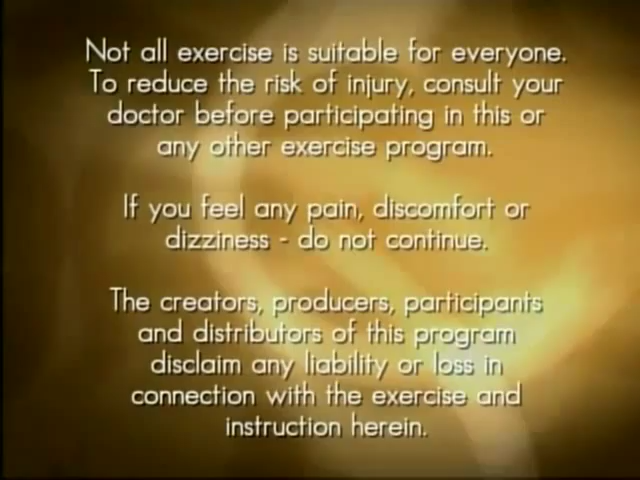 Not all exercise is suitable for everyone.
To reduce the risk of injury, consult your
doctor before participating in this or
any other exercise program.
If you feel any pain, discomfort or
dizziness - do not continue.
The creators, producers, participants
and distributors of this program
disclaim any liability or loss in
connection with the exercise and
instruction herein.